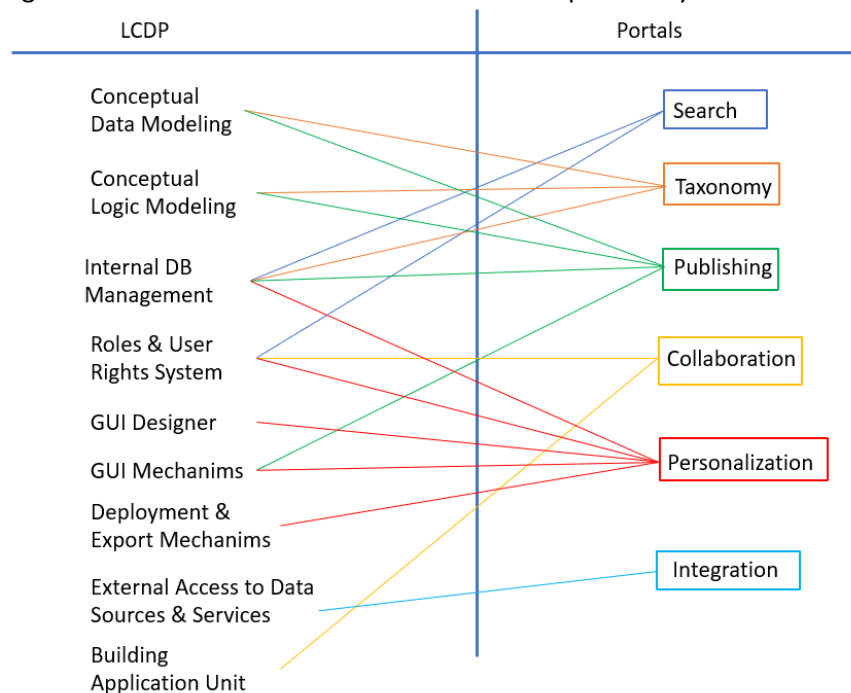 LCDP
Portals
Conceptual
Data Modeling
Search
Conceptual
Logic Modeling
Taxonomy
Internal DB
Management
Publishing
Roles & User
Rights System
Collaboration
GUI Designer
GUI Mechanims
Personalization
Deployment &
Export Mechanims
External Access to Data
Sources & Services
Integration
Building
Application Unit